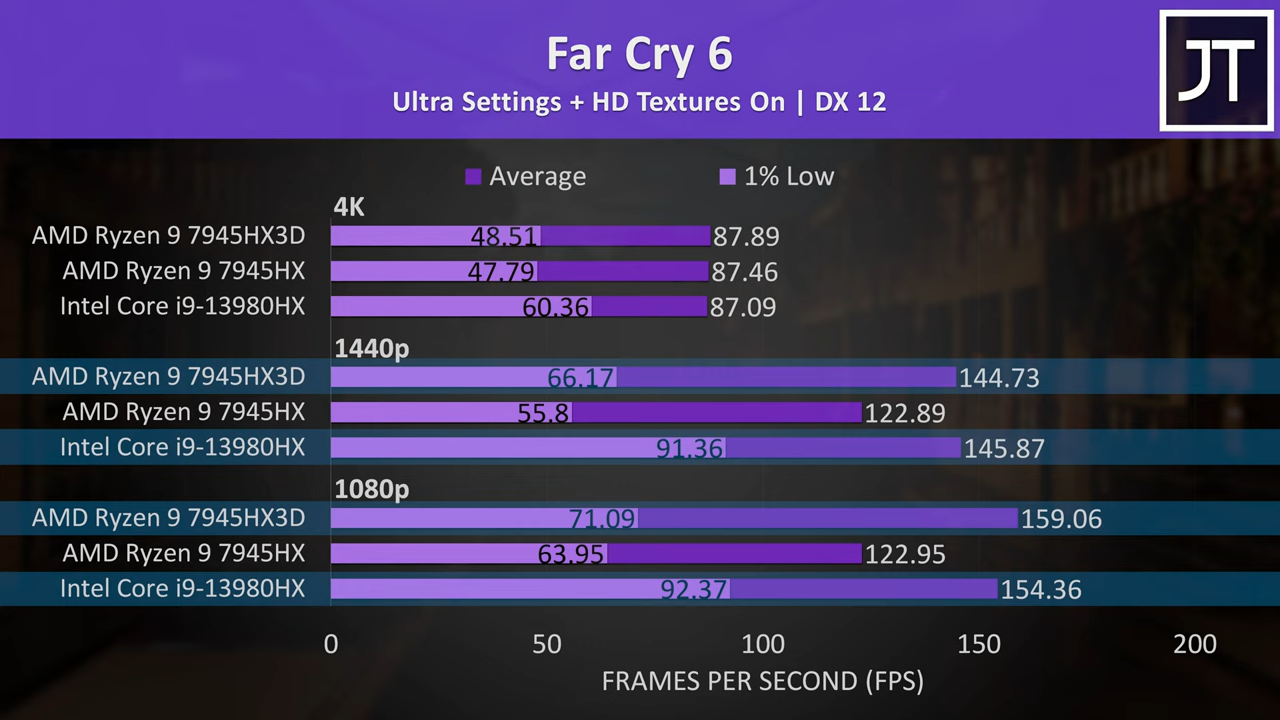 Far Cry 6
JT
Ultra Settings + HD Textures On | DX 12
Average
1% Low
4K
AMD Ryzen 9 7945HX3D 48.51 87.89
AMD Ryzen 9 7945HX 47.79 87.46
Intel Core i9-13980HX 60.36 87.09
1440p
AMD Ryzen 9 7945HX3D 66.17 144.73
AMD Ryzen 9 7945HX 55.8 122.89
Intel Core i9-13980HX 91.36 145.87
1080p
AMD Ryzen 9 7945HX3D 71.09 159.06
AMD Ryzen 9 7945HX 63.95 122.95
Intel Core i9-13980HX 92.37 154.36
0 50 100 150 200
FRAMES PER SECOND (FPS)